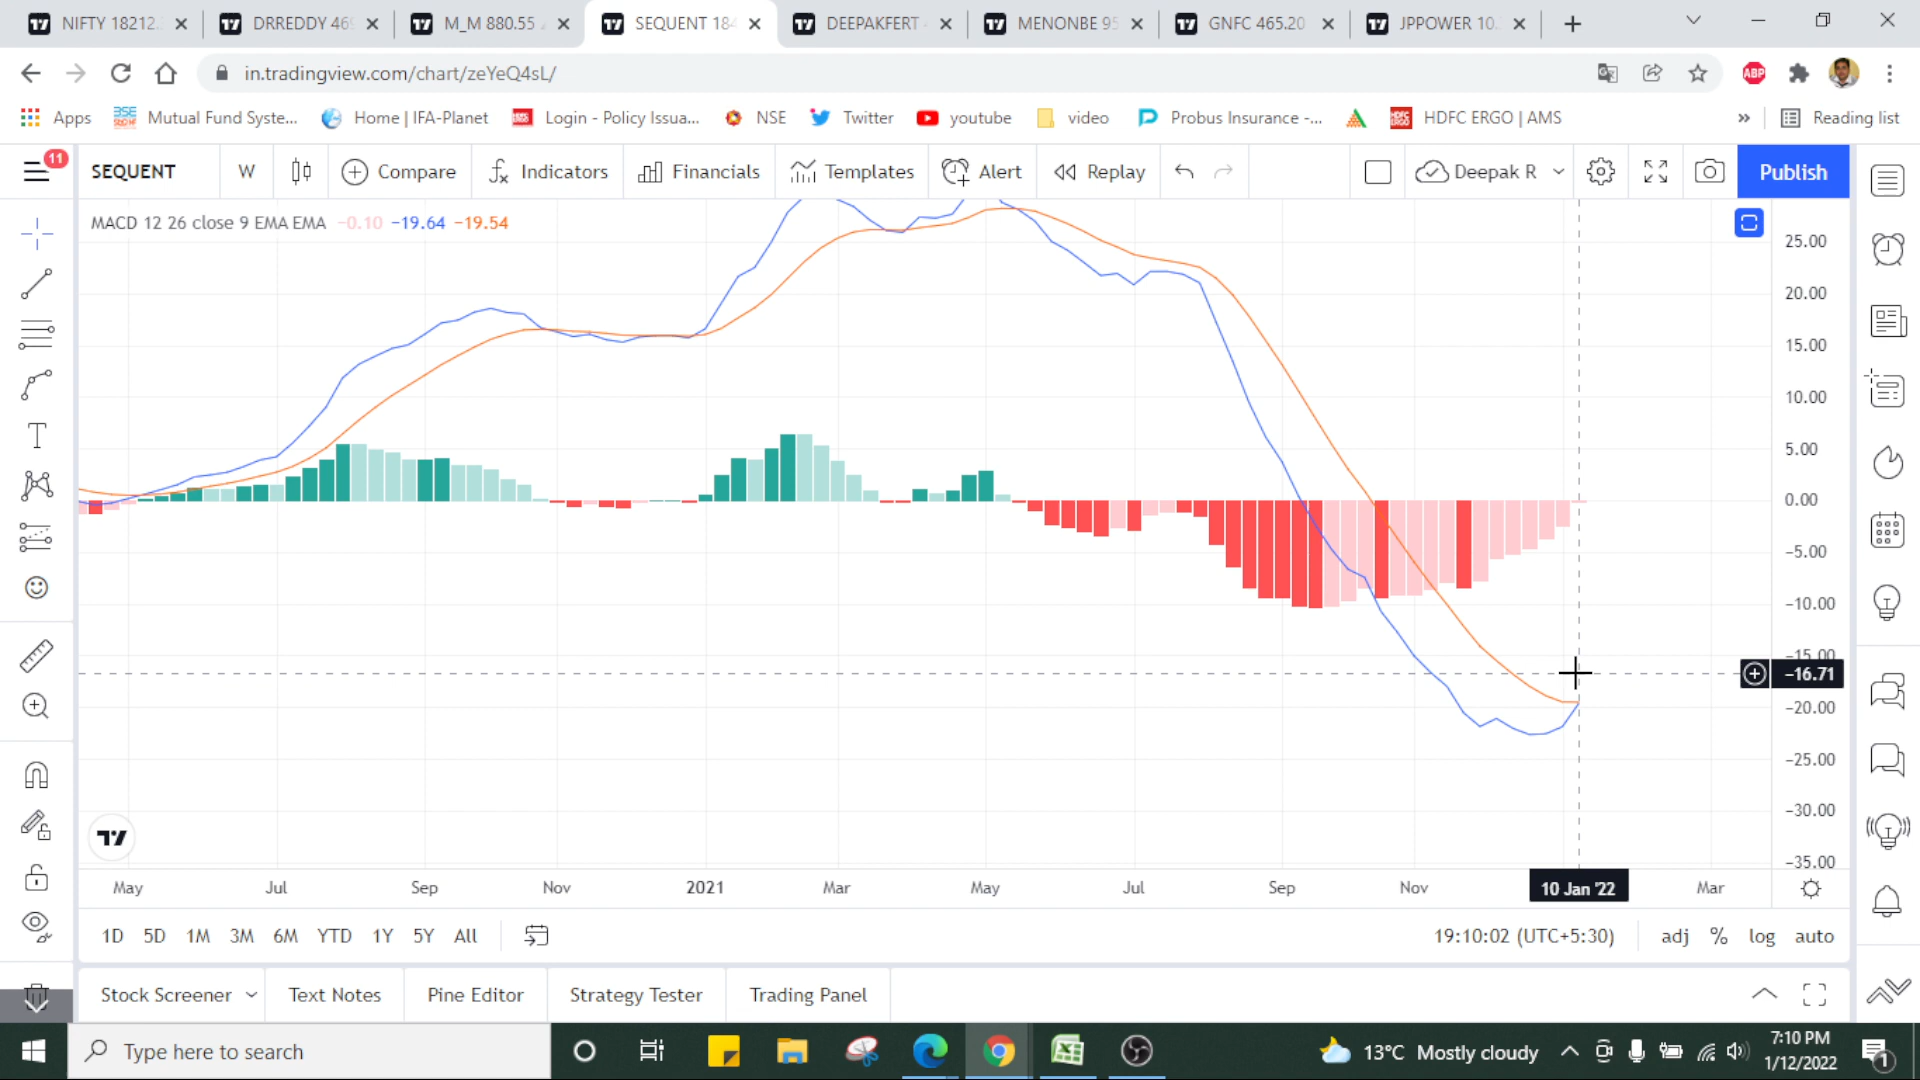 NIFTY 18212.
DRREDDY 469
M_M 880.55
SEQUENT 184
DEEPAKFERT
MENONBE 95
GNFC 465.20
JPPOWER 10.
in.tradingview.com/chart/zeYeQ4sL/
ABP
Apps
Mutual Fund Syste...
Home | IFA-Planet
Login - Policy Issua...
NSE
Twitter
youtube
video
Probus Insurance -...
HDFC ERGO | AMS
»
Reading list
11
SEQUENT
W
Compare
Indicators
Financials
Templates
Alert
Replay
Deepak R
Publish
MACD 12 26 close 9 EMA EMA −0.10 −19.64 −19.54
25.00
20.00
15.00
10.00
5.00
0.00
−5.00
−10.00
−15.00
−16.71
−20.00
−25.00
−30.00
−35.00
May
Jul
Sep
Nov
2021
Mar
May
Jul
Sep
Nov
10 Jan '22
Mar
1D 5D 1M 3M 6M YTD 1Y 5Y All
19:10:02 (UTC+5:30)
adj % log auto
Stock Screener
Text Notes
Pine Editor
Strategy Tester
Trading Panel
Type here to search
13°C Mostly cloudy
7:10 PM
1/12/2022
1